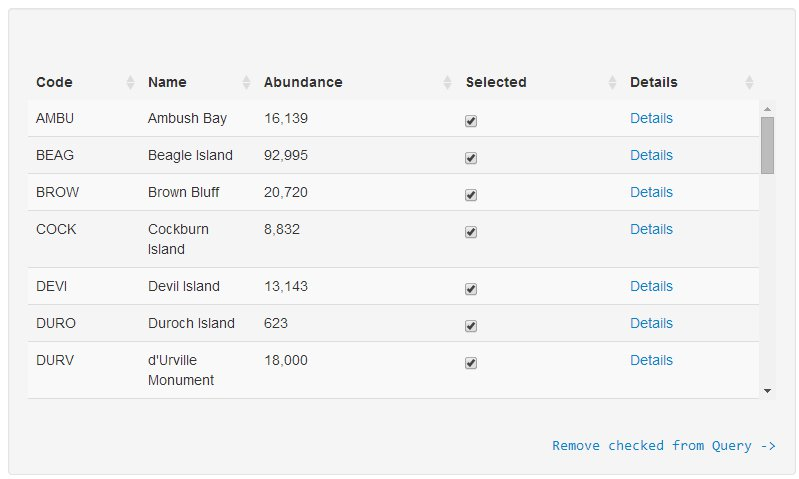 Code Name Abundance Selected Details
AMBU Ambush Bay 16,139 Details
BEAG Beagle Island 92,995 Details
BROW Brown Bluff 20,720 Details
COCK Cockburn 8,832 Details
Island
DEVI Devil Island 13,143 Details
DURO Duroch Island 623 Details
DURV d'Urville 18,000 Details
Monument
Remove checked from Query ->